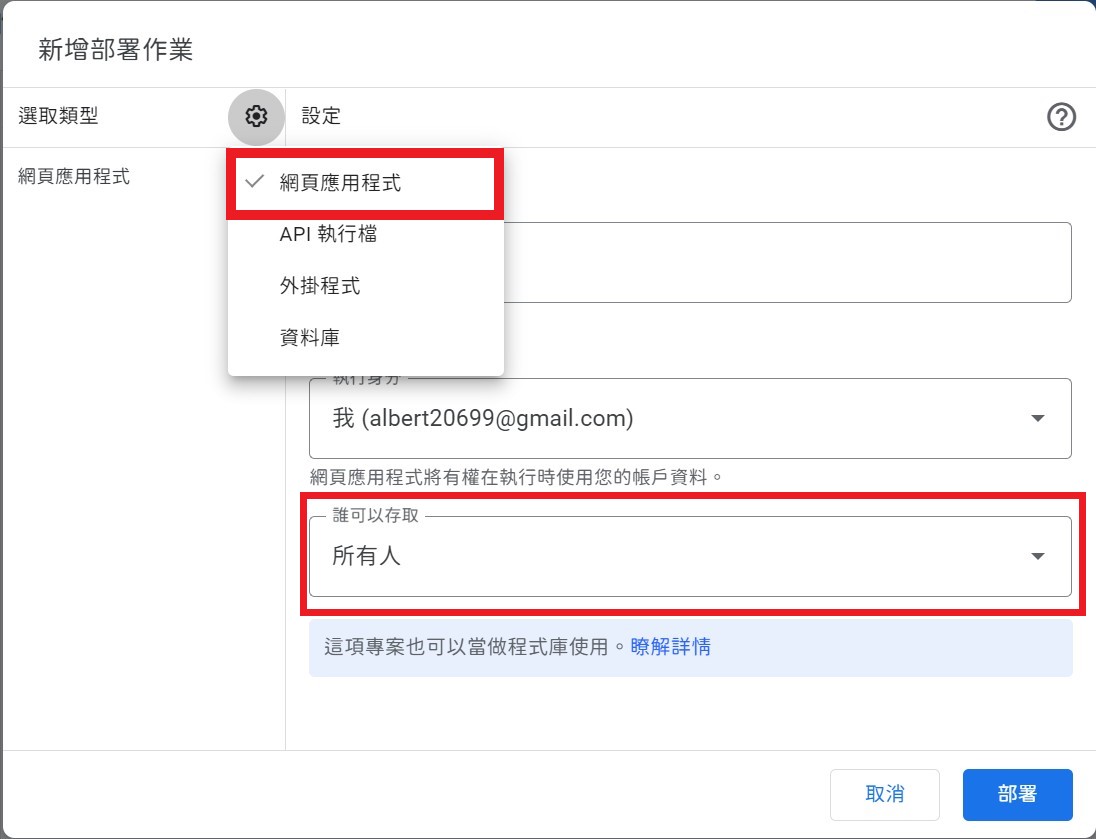 新增部署作業
選取類型
設定
網頁應用程式
網頁應用程式
API 執行檔
外掛程式
資料庫
執行身分
我 (albert20699@gmail.com)
網頁應用程式將有權在執行時使用您的帳戶資料。
誰可以存取
所有人
這項專案也可以當做程式庫使用。瞭解詳情
取消
部署